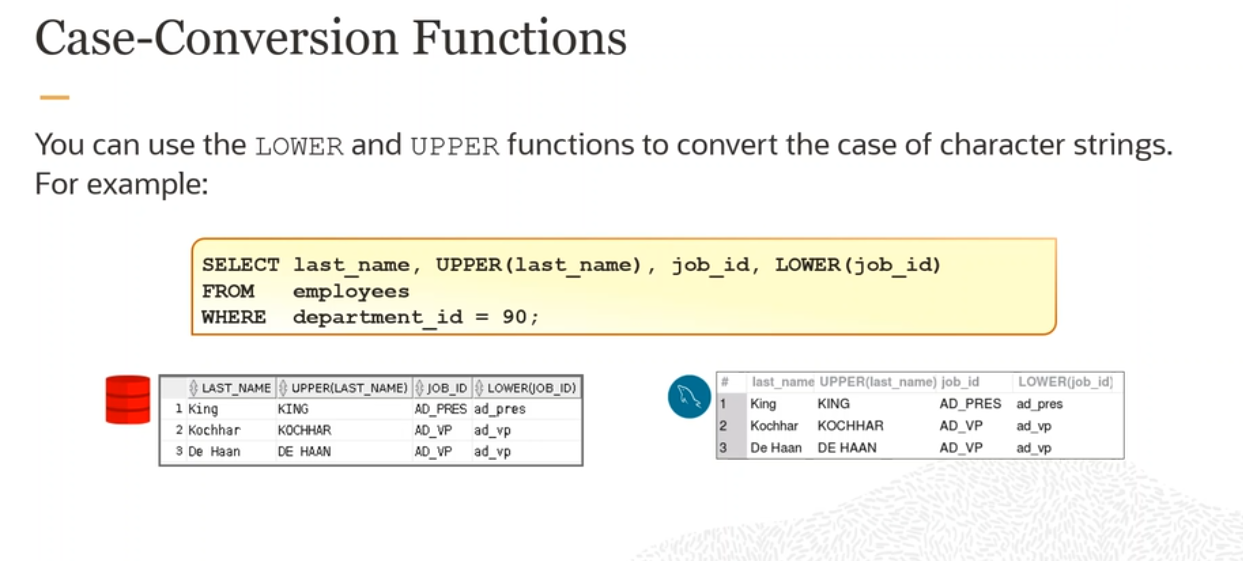 Case-Conversion Functions
You can use the LOWER and UPPER functions to convert the case of character strings.
For example:
SELECT last_name, UPPER(last_name), job_id, LOWER(job_id)
FROM employees
WHERE department_id = 90;
LAST_NAME UPPER(LAST_NAME) JOB_ID LOWER(JOB_ID)
1 King KING AD_PRES ad_pres
2 Kochhar KOCHHAR AD_VP ad_vp
3 De Haan DE HAAN AD_VP ad_vp
# last_name UPPER(last_name) job_id LOWER(job_id)
1 King KING AD_PRES ad_pres
2 Kochhar KOCHHAR AD_VP ad_vp
3 De Haan DE HAAN AD_VP ad_vp